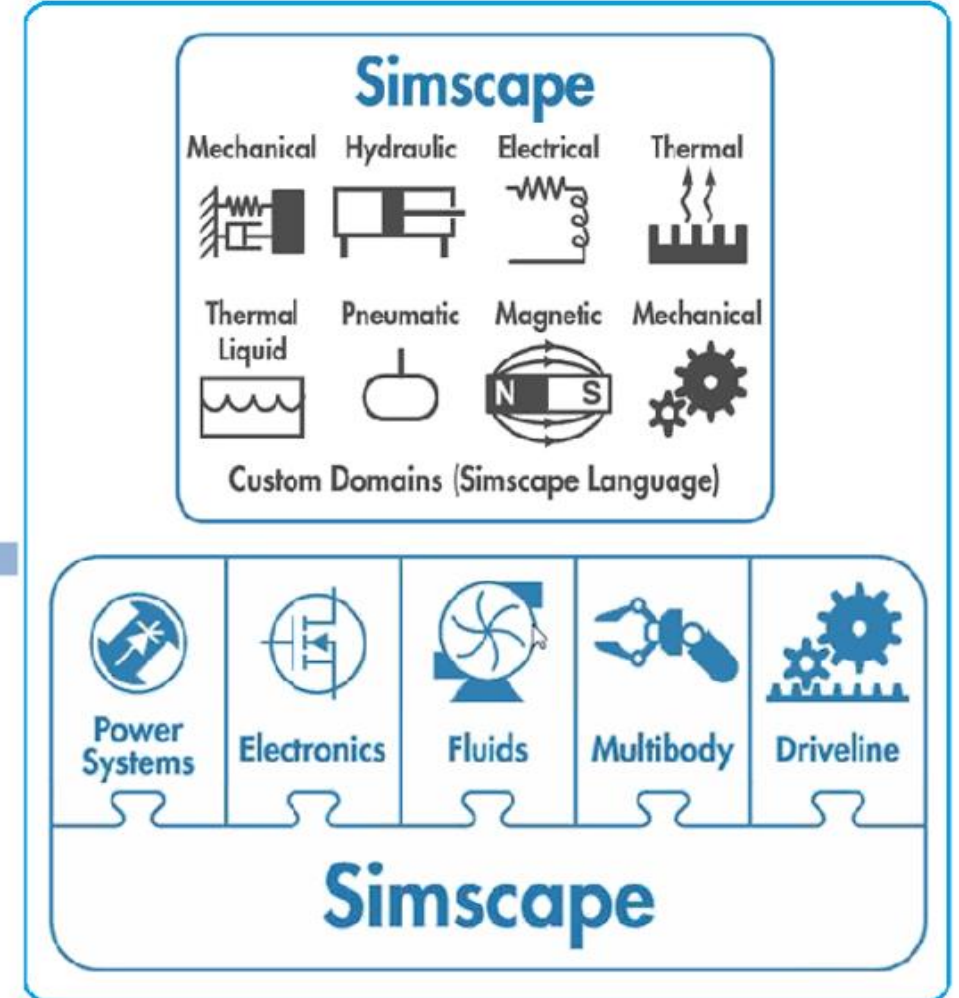 Simscape
Mechanical Hydraulic Electrical Thermal
Thermal Liquid Pneumatic Magnetic Mechanical
N S
Custom Domains (Simscape Language)
Power Systems Electronics Fluids Multibody Driveline
Simscape